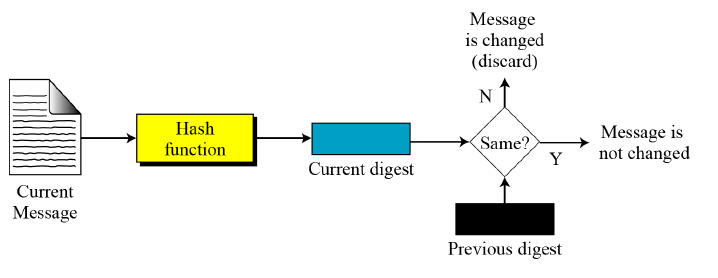 Message
is changed
(discard)
N
Hash
function
Same?
Message is
not changed
Y
Current digest
Current
Message
Previous digest